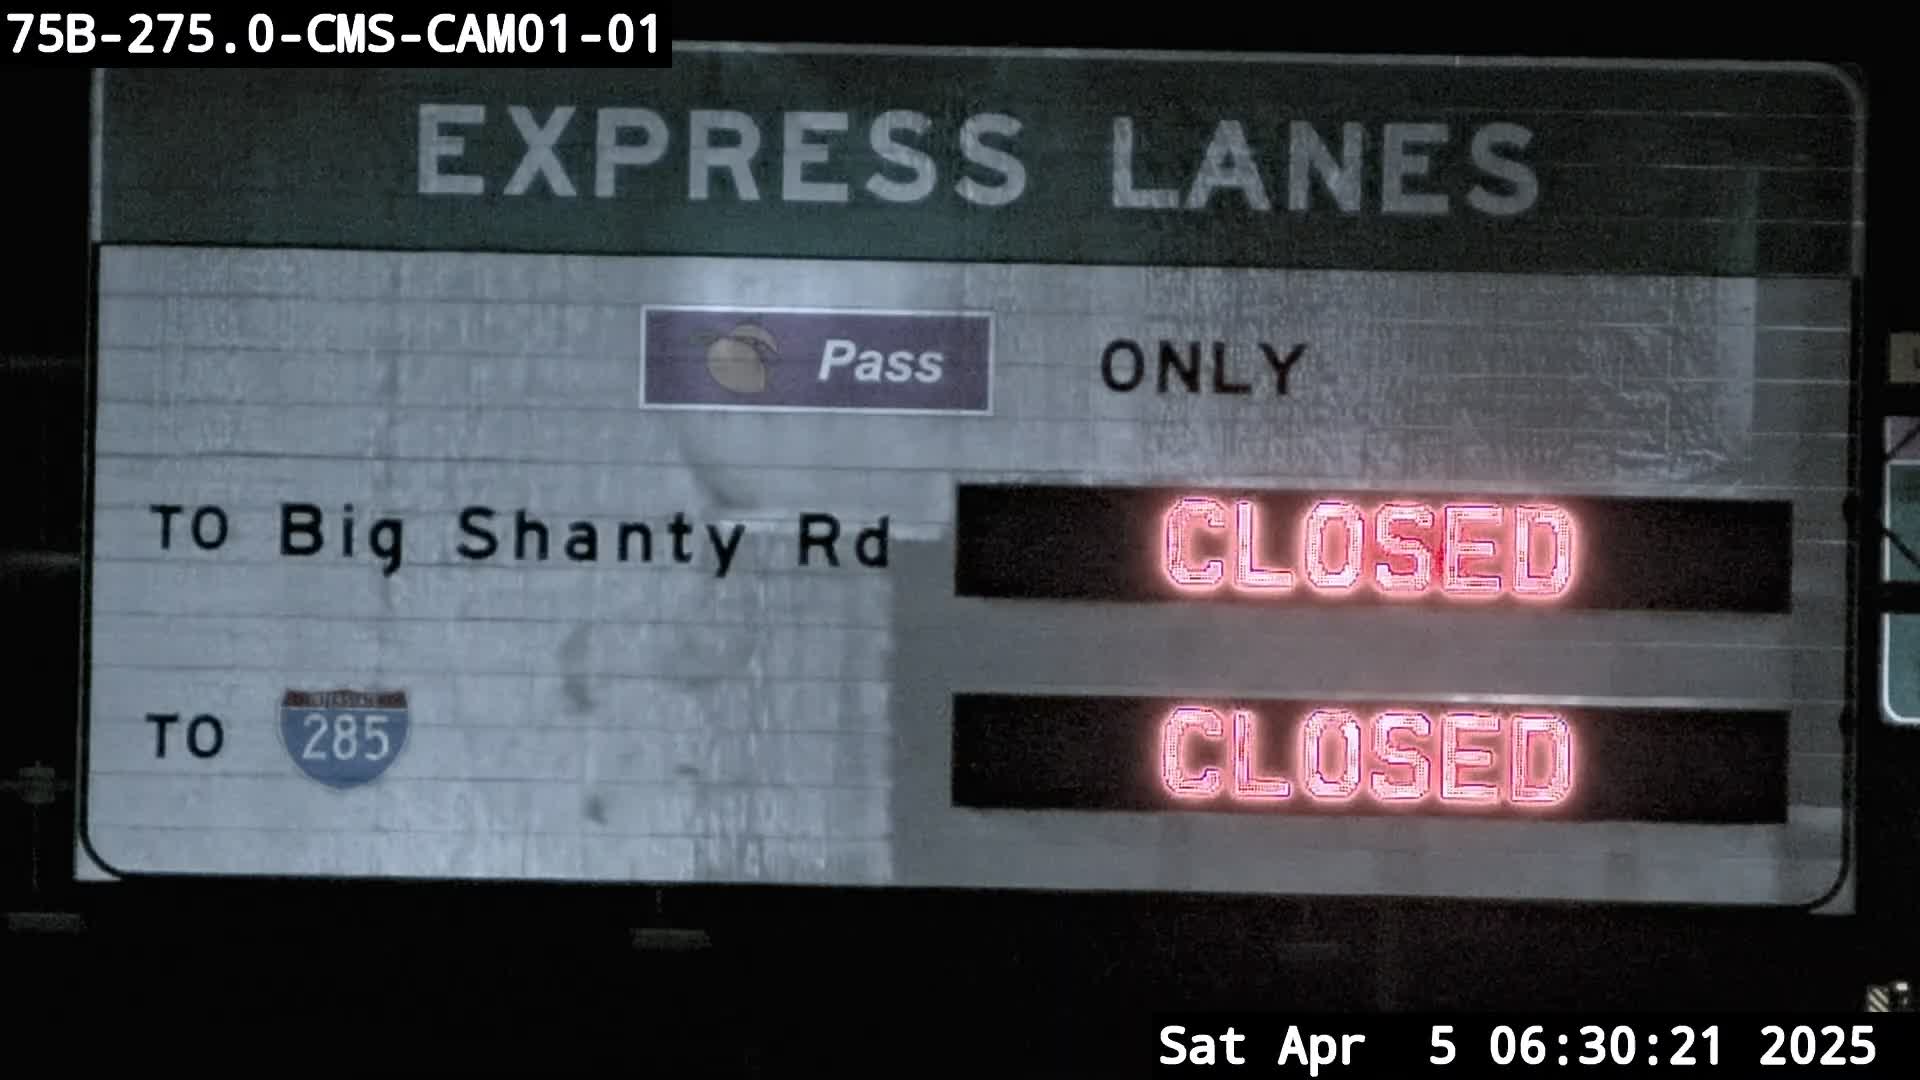 75B-275.0-CMS-CAM01-01
EXPRESS LANES
Pass ONLY
TO Big Shanty Rd CLOSED
TO 285 CLOSED
Sat Apr 5 06:30:21 2025